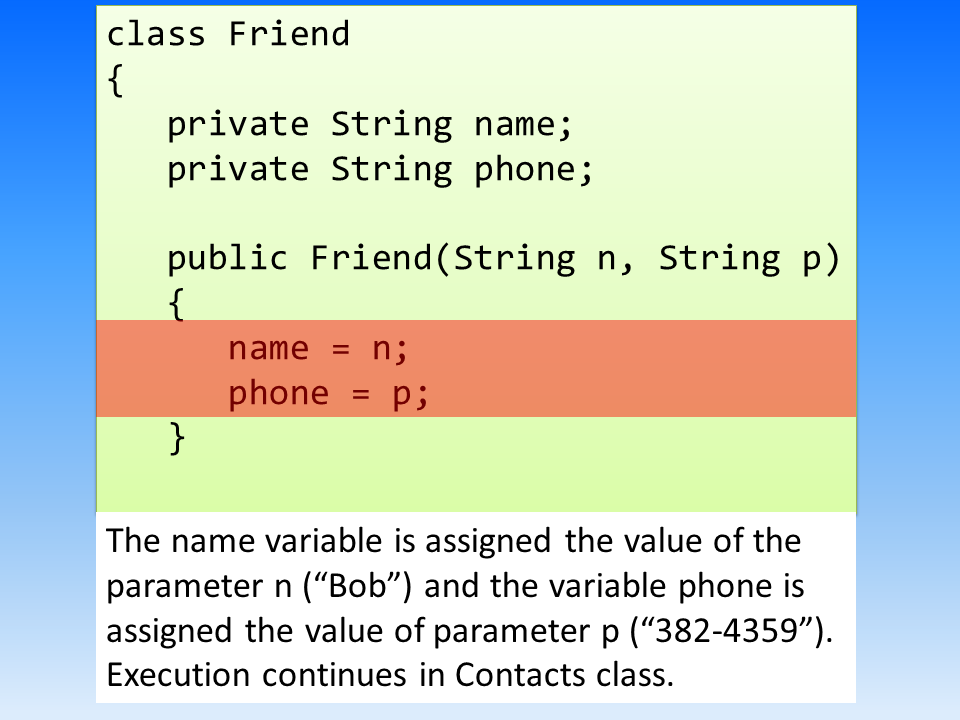 class Friend
{
   private String name;
   private String phone;

   public Friend(String n, String p)
   {
      name = n;
      phone = p;
   }
The name variable is assigned the value of the
parameter n (“Bob”) and the variable phone is
assigned the value of parameter p (“382-4359”).
Execution continues in Contacts class.